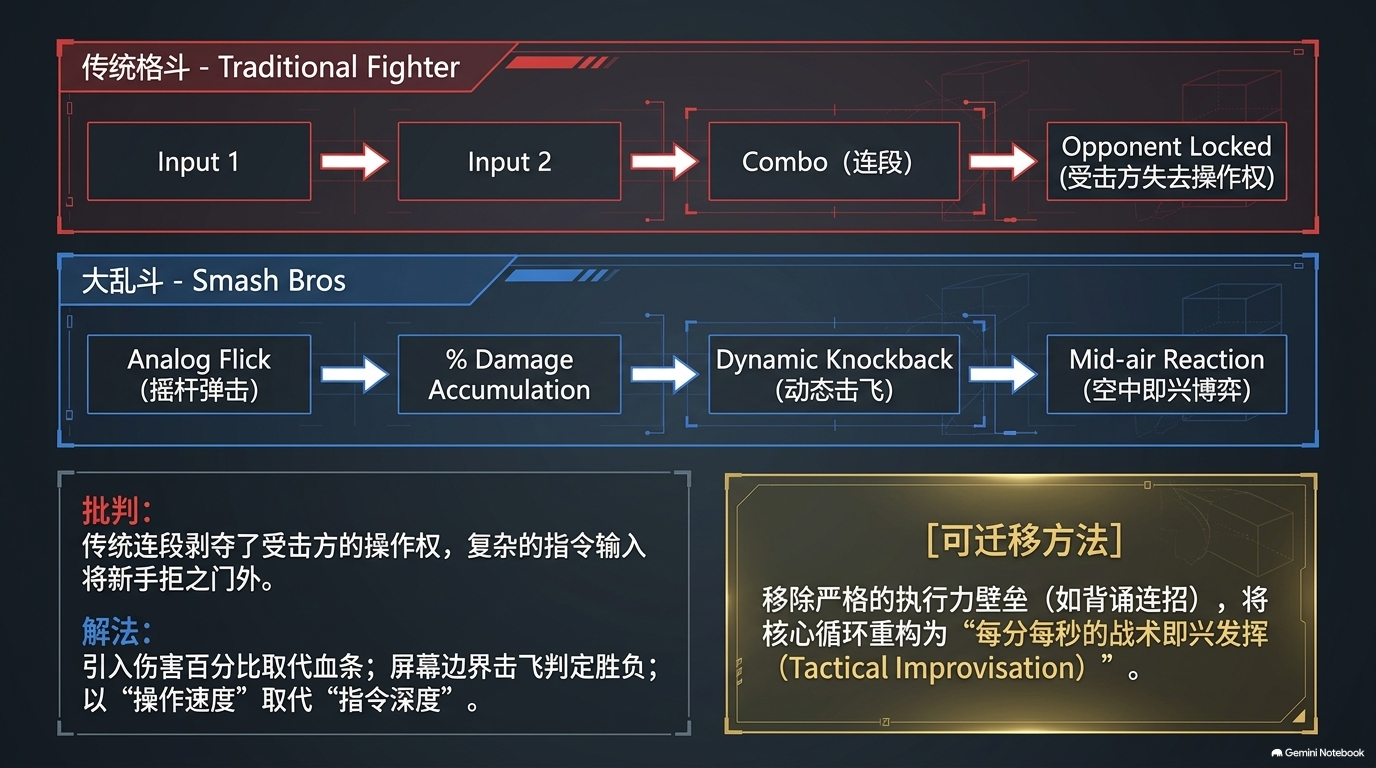 传统格斗 - Traditional Fighter
Input 1
Input 2
Combo（连段）
Opponent Locked
(受击方失去操作权)
大乱斗 - Smash Bros
Analog Flick
（摇杆弹击）
% Damage
Accumulation
Dynamic Knockback
（动态击飞）
Mid-air Reaction
（空中即兴博弈）
批判：
传统连段剥夺了受击方的操作权，复杂的指令输入
将新手拒之门外。
解法：
引入伤害百分比取代血条；屏幕边界击飞判定胜负；
以“操作速度”取代“指令深度”。
［可迁移方法］
移除严格的执行力壁垒（如背诵连招），将
核心循环重构为“每分每秒的战术即兴发挥
（Tactical Improvisation）”。
Gemini Notebook